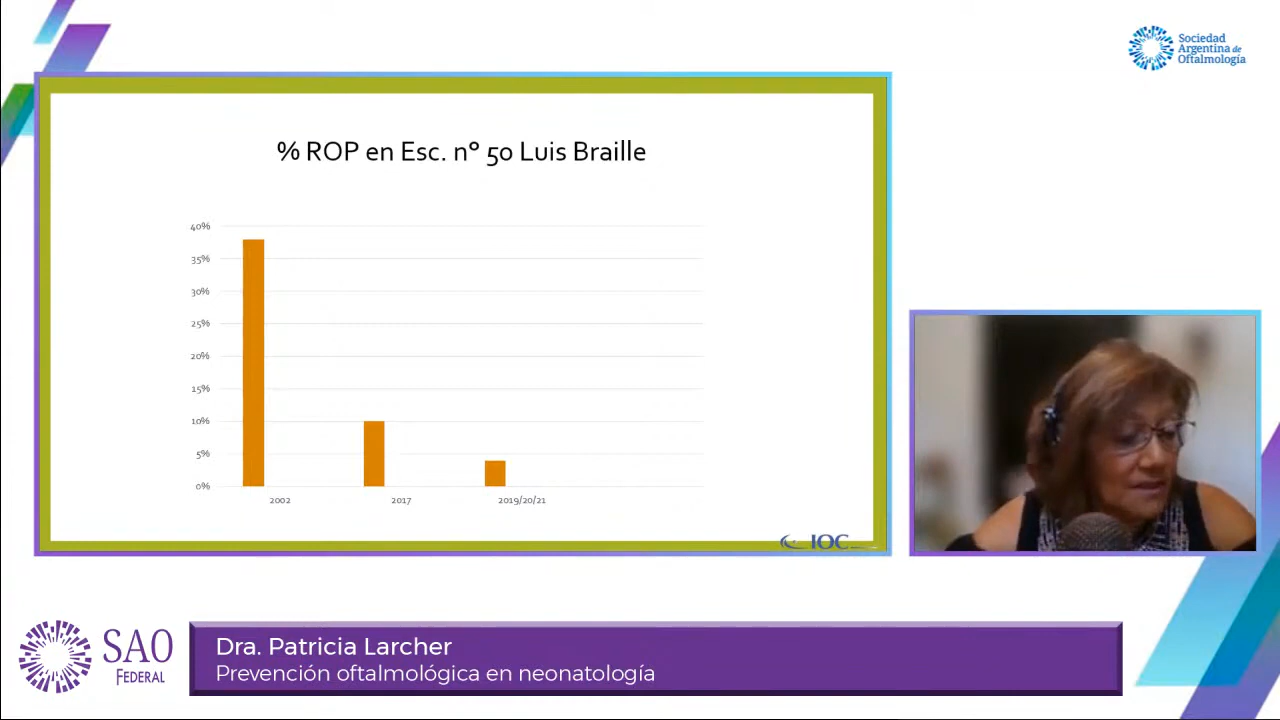 Sociedad
Argentina de
Oftalmología
% ROP en Esc. nº 50 Luis Braille
40%
35%
30%
25%
20%
15%
10%
5%
0%
2002
2017
2019/20/21
IOC
SAO
FEDERAL
Dra. Patricia Larcher
Prevención oftalmológica en neonatología